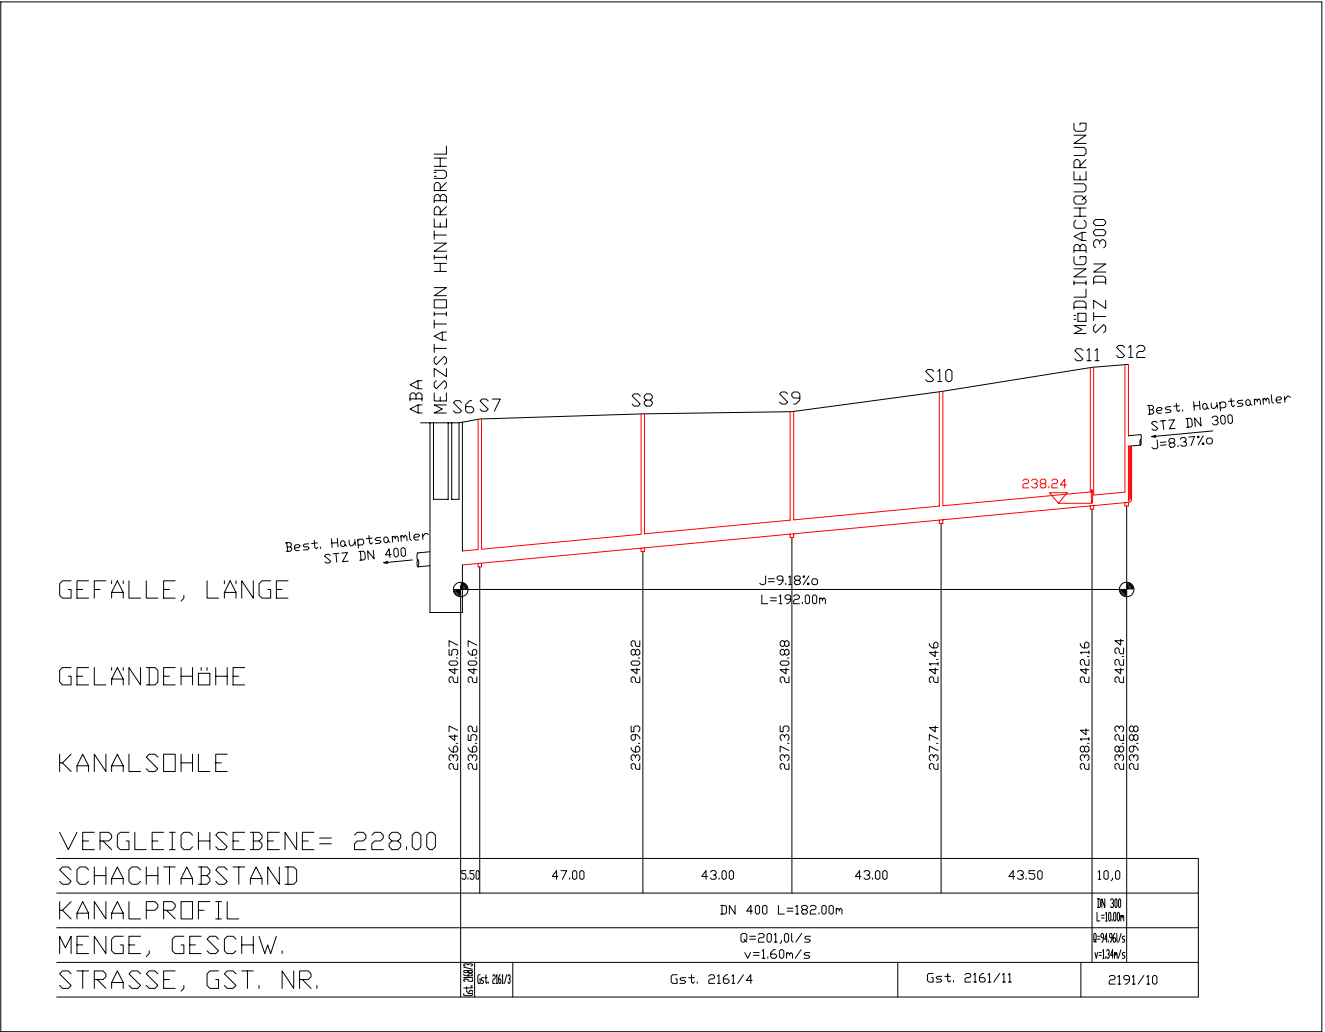 MÖDLINGBACHQUERUNG
STZ DN 300
ABA
MESZSTATION HINTERBRÜHL
S6
S7
S8
S9
S10
S11
S12
Best. Hauptsammler
STZ DN 300
J=8.37%o
238.24
Best. Hauptsammler
STZ DN 400
GEFÄLLE, LÄNGE
J=9.18%o
L=192.00m
GELÄNDEHÖHE
240.57
240.67
240.82
240.88
241.46
242.16
242.24
KANALSOHLE
236.47
236.52
236.95
237.35
237.74
238.14
238.23
239.88
VERGLEICHSEBENE= 228.00
SCHACHTABSTAND
5.50
47.00
43.00
43.00
43.50
10,0
KANALPROFIL
DN 400 L=182.00m
DN 300
L=10.00m
MENGE, GESCHW.
Q=201,0l/s
v=1.60m/s
Q=94.96l/s
v=1.34m/s
STRASSE, GST. NR.
Gst. 2161/3
Gst. 2161/4
Gst. 2161/11
2191/10